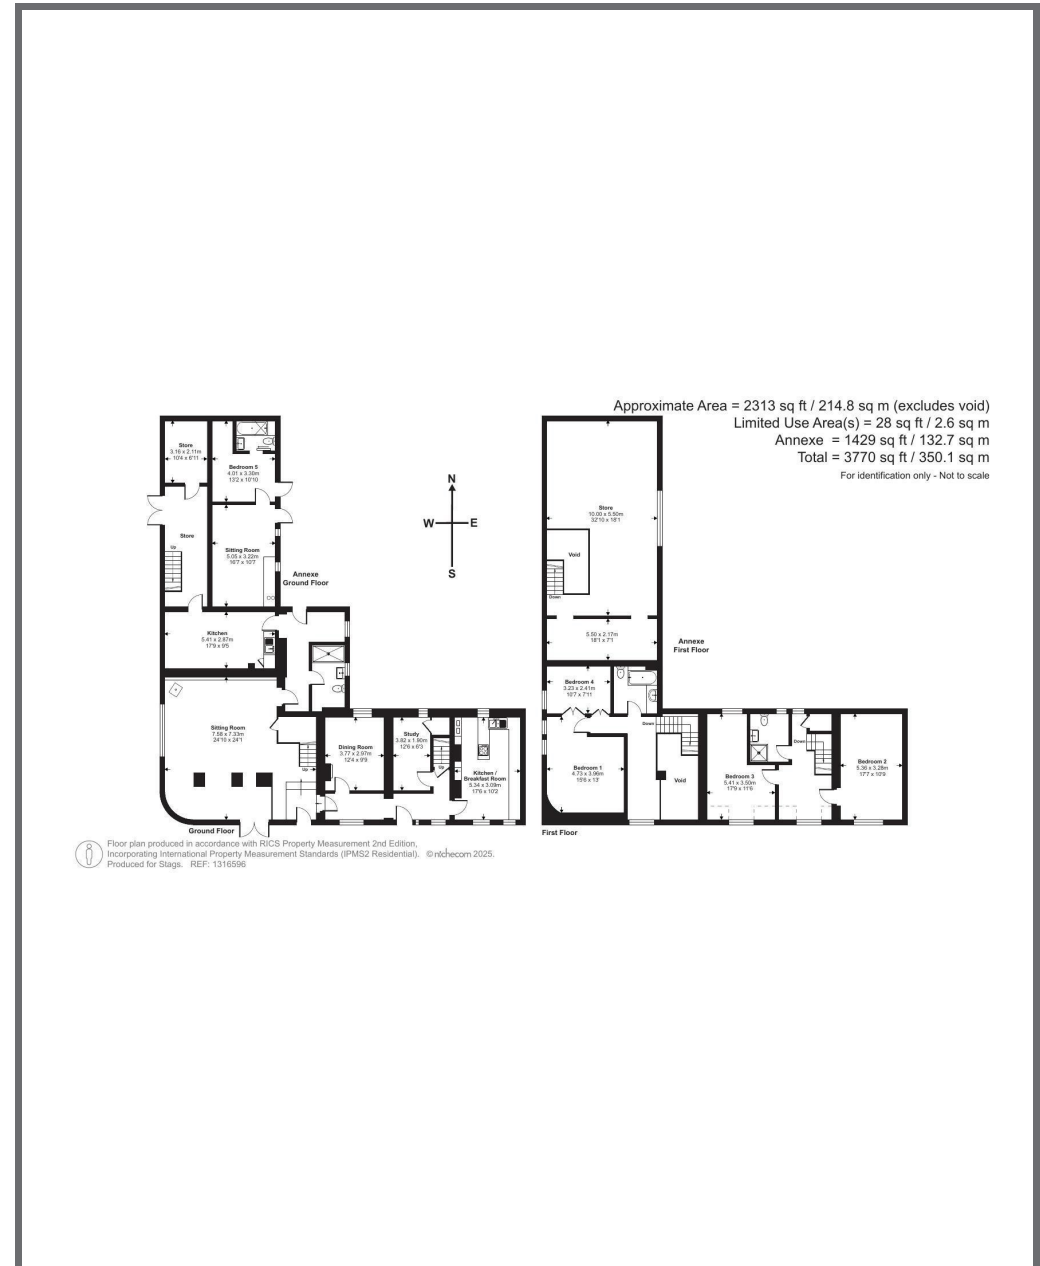 Approximate Area = 2313 sq ft / 214.8 sq m (excludes void)
Limited Use Area(s) = 28 sq ft / 2.6 sq m
Annexe = 1429 sq ft / 132.7 sq m
Total = 3770 sq ft / 350.1 sq m
For identification only - Not to scale
Store
3.16 x 2.11m
10'4 x 6'11
Bedroom 5
4.01 x 3.30m
13'2 x 10'10
Store
Up
Sitting Room
5.05 x 3.22m
16'7 x 10'7
Annexe
Ground Floor
Kitchen
5.41 x 2.87m
17'9 x 9'5
Sitting Room
7.58 x 7.33m
24'10 x 24'1
Up
Dining Room
3.77 x 2.97m
12'4 x 9'9
Study
3.82 x 1.90m
12'6 x 6'3
Up
Kitchen /
Breakfast Room
5.34 x 3.09m
17'6 x 10'2
Ground Floor
N
W
E
S
Store
10.00 x 5.50m
32'10 x 18'1
Void
Down
5.50 x 2.17m
18'1 x 7'1
Annexe
First Floor
Bedroom 4
3.23 x 2.41m
10'7 x 7'11
Down
Bedroom 1
4.73 x 3.96m
15'6 x 13'
Void
Bedroom 3
5.41 x 3.50m
17'9 x 11'6
Down
Bedroom 2
5.36 x 3.28m
17'7 x 10'9
First Floor
Floor plan produced in accordance with RICS Property Measurement 2nd Edition,
Incorporating International Property Measurement Standards (IPMS2 Residential). © nichecom 2025.
Produced for Stags. REF: 1316596